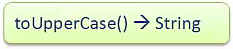 toUpperCase() → String